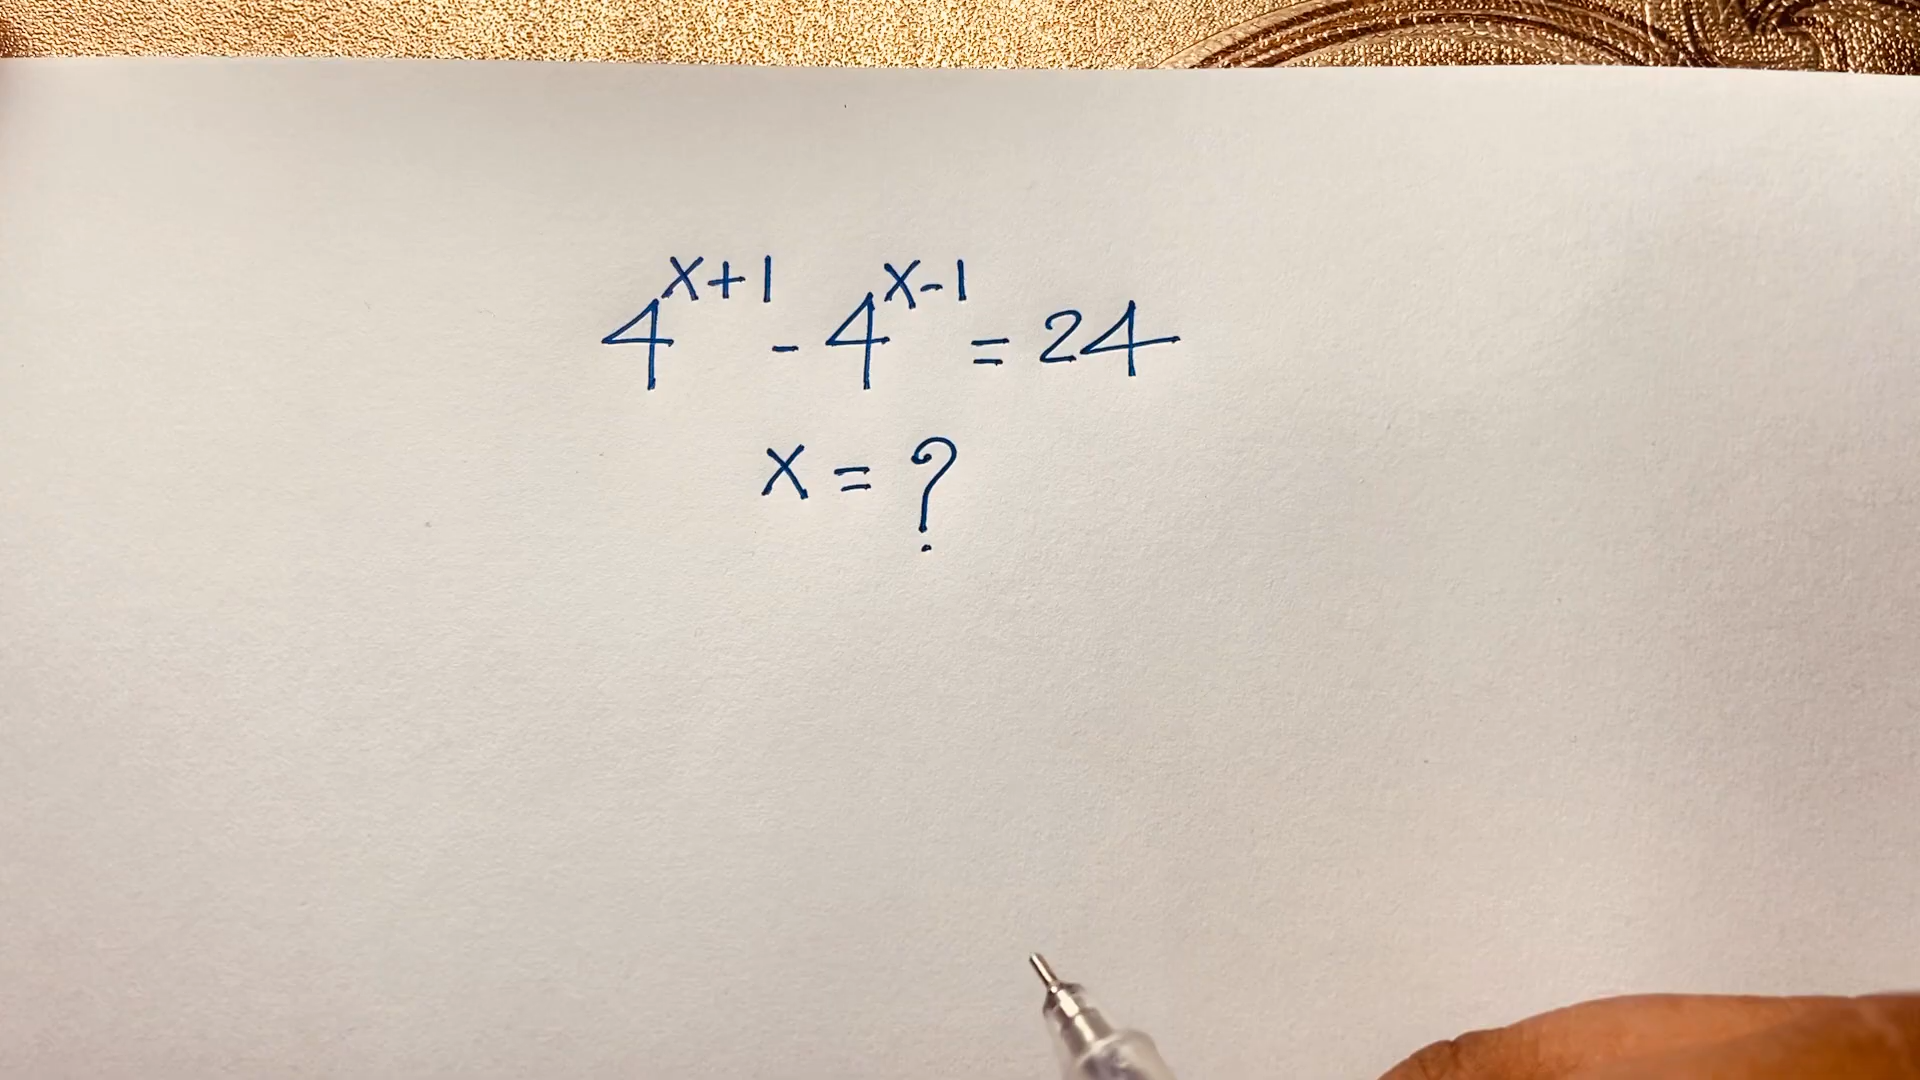 4^{x+1} - 4^{x-1} = 24
x = ?